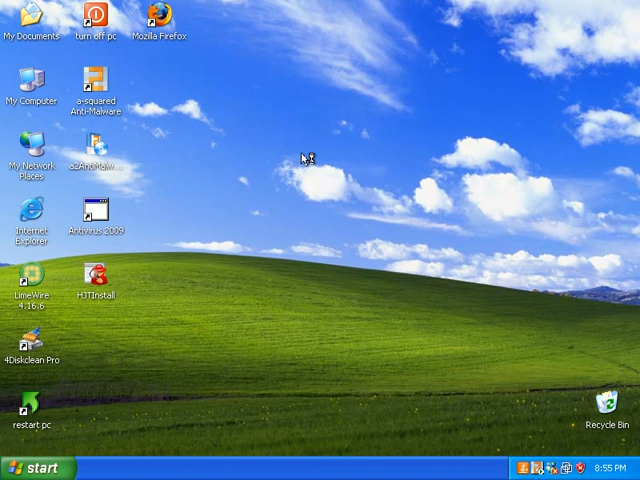 My Documents
turn off pc
Mozilla Firefox
My Computer
a-squared
Anti-Malware
My Network
Places
a2AntiMalw...
Internet
Explorer
Antivirus 2009
LimeWire
4.16.6
HJTInstall
4Diskclean Pro
restart pc
Recycle Bin
start
8:55 PM